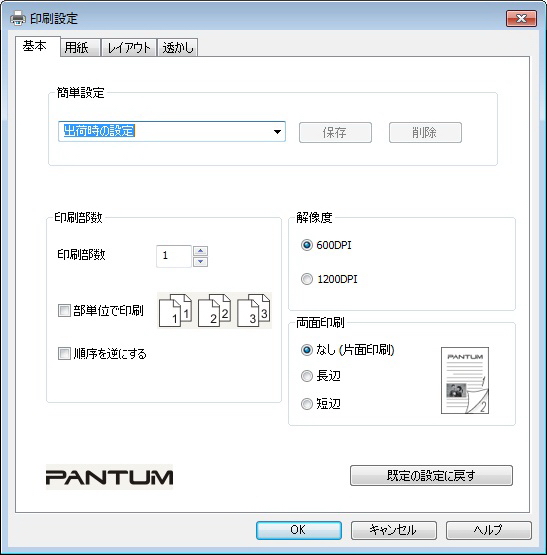 印刷設定
基本 用紙 レイアウト 透かし
簡単設定
出荷時の設定 保存 削除
印刷部数
印刷部数 1
部単位で印刷 1 1 2 2 3 3
順序を逆にする
解像度
600DPI
1200DPI
両面印刷
なし (片面印刷)
長辺
短辺
PANTUM
1
2
PANTUM
既定の設定に戻す
OK キャンセル ヘルプ